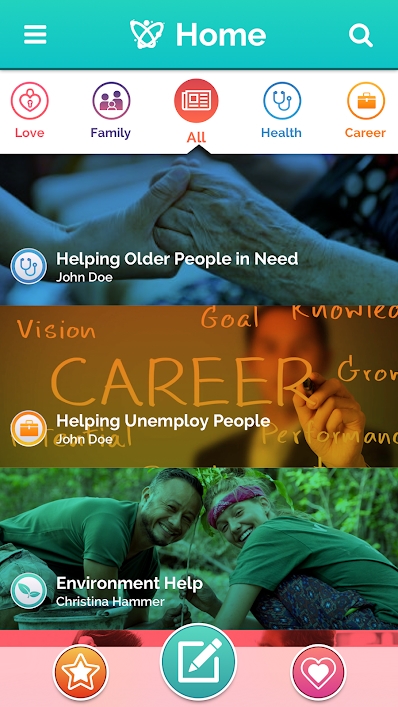 Home
Love
Family
All
Health
Career
Helping Older People in Need
John Doe
Vision
Goal
CAREER
Helping Unemploy People
John Doe
Environment Help
Christina Hammer